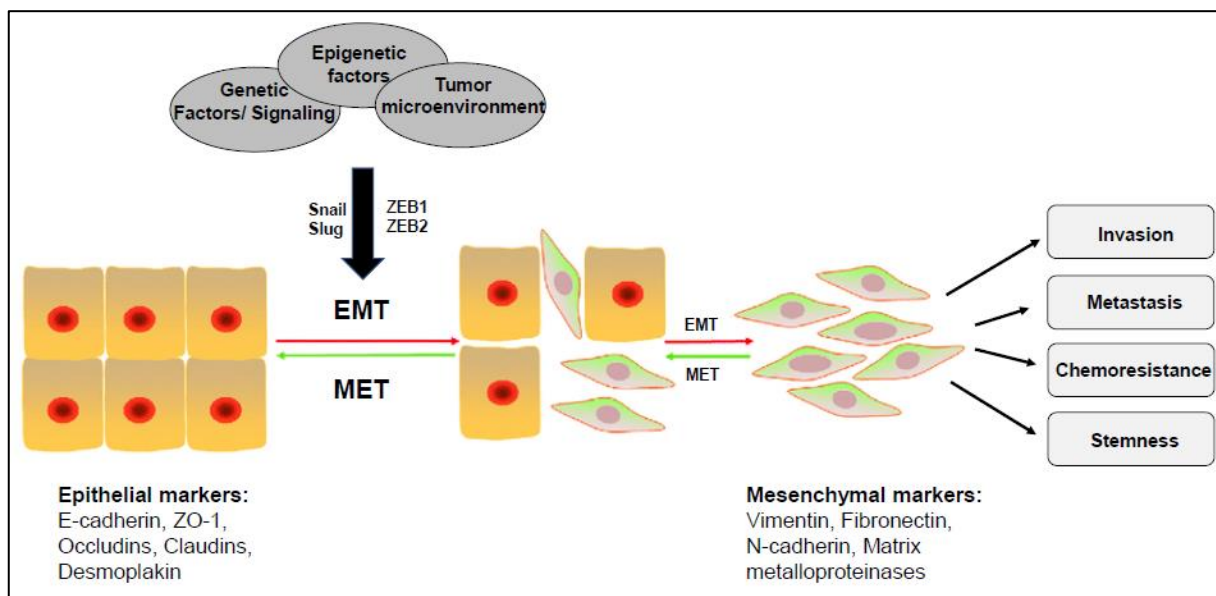 Epigenetic
factors
Genetic
Factors/ Signaling
Tumor
microenvironment
Snail
Slug
ZEB1
ZEB2
EMT
MET
EMT
MET
Invasion
Metastasis
Chemoresistance
Stemness
Epithelial markers:
E-cadherin, ZO-1,
Occludins, Claudins,
Desmoplakin
Mesenchymal markers:
Vimentin, Fibronectin,
N-cadherin, Matrix
metalloproteinases